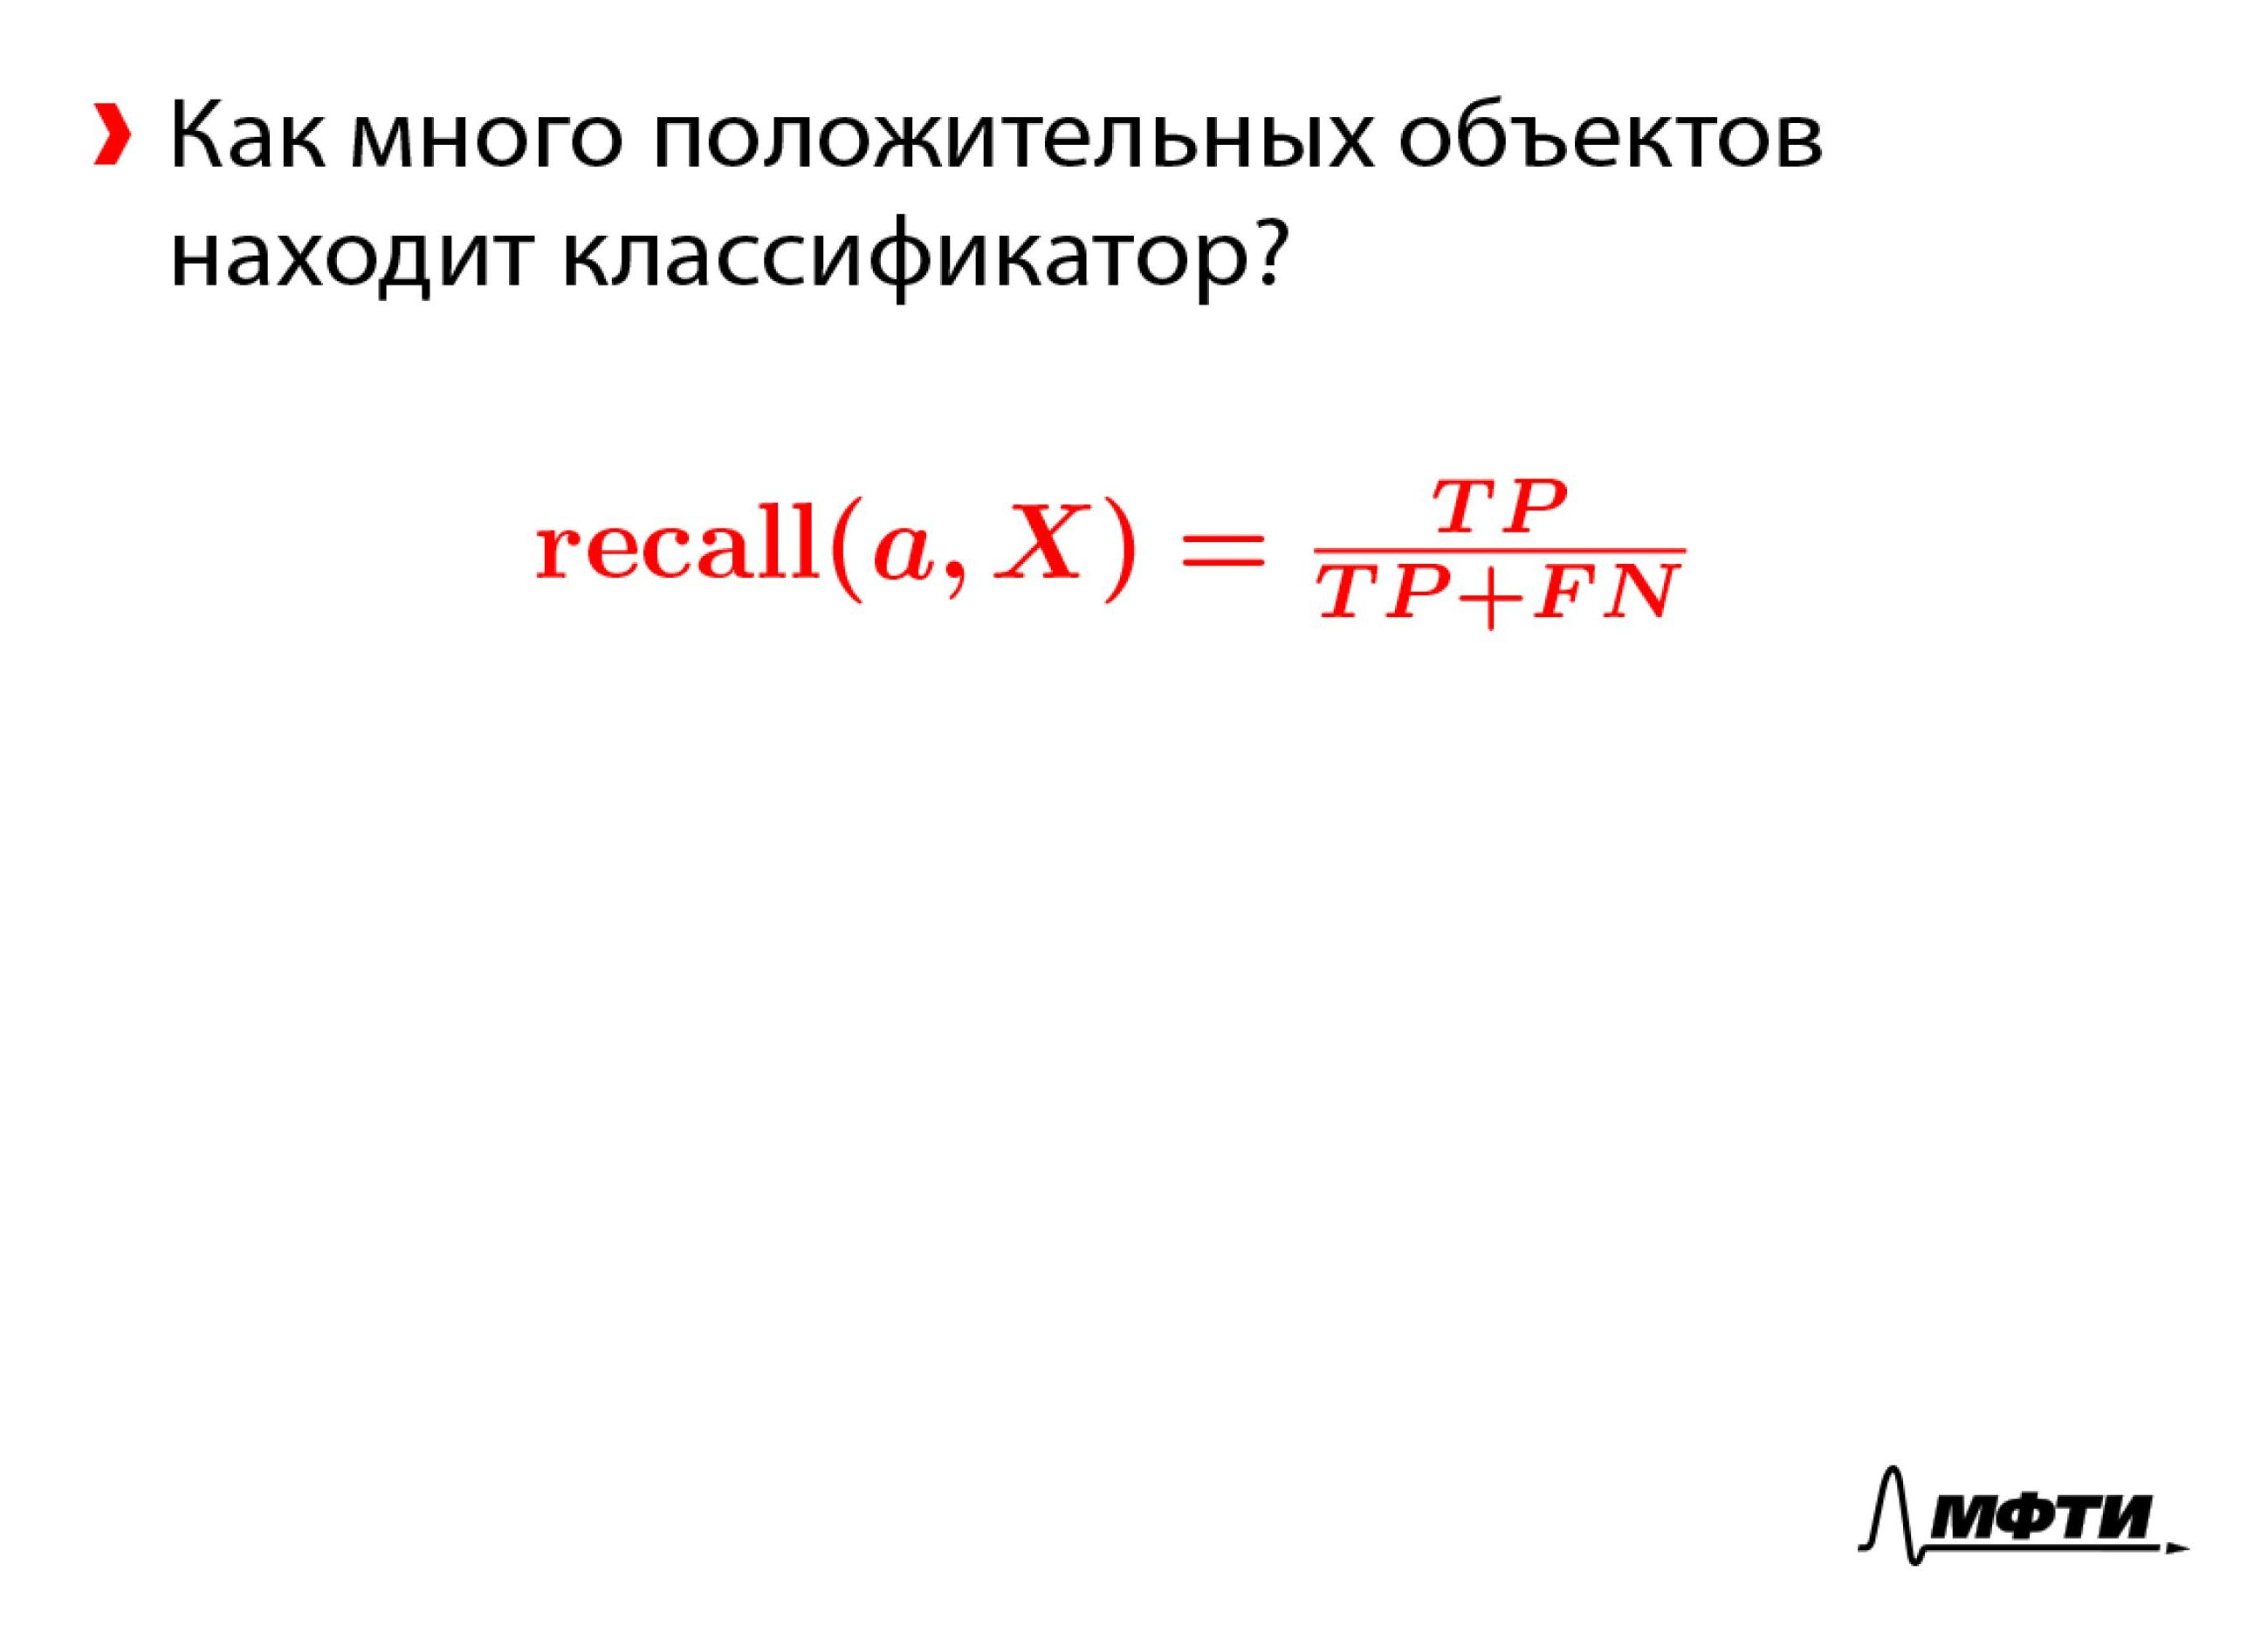 Как много положительных объектов
находит классификатор?
recall(a, X) = TP / TP+FN
МФТИ